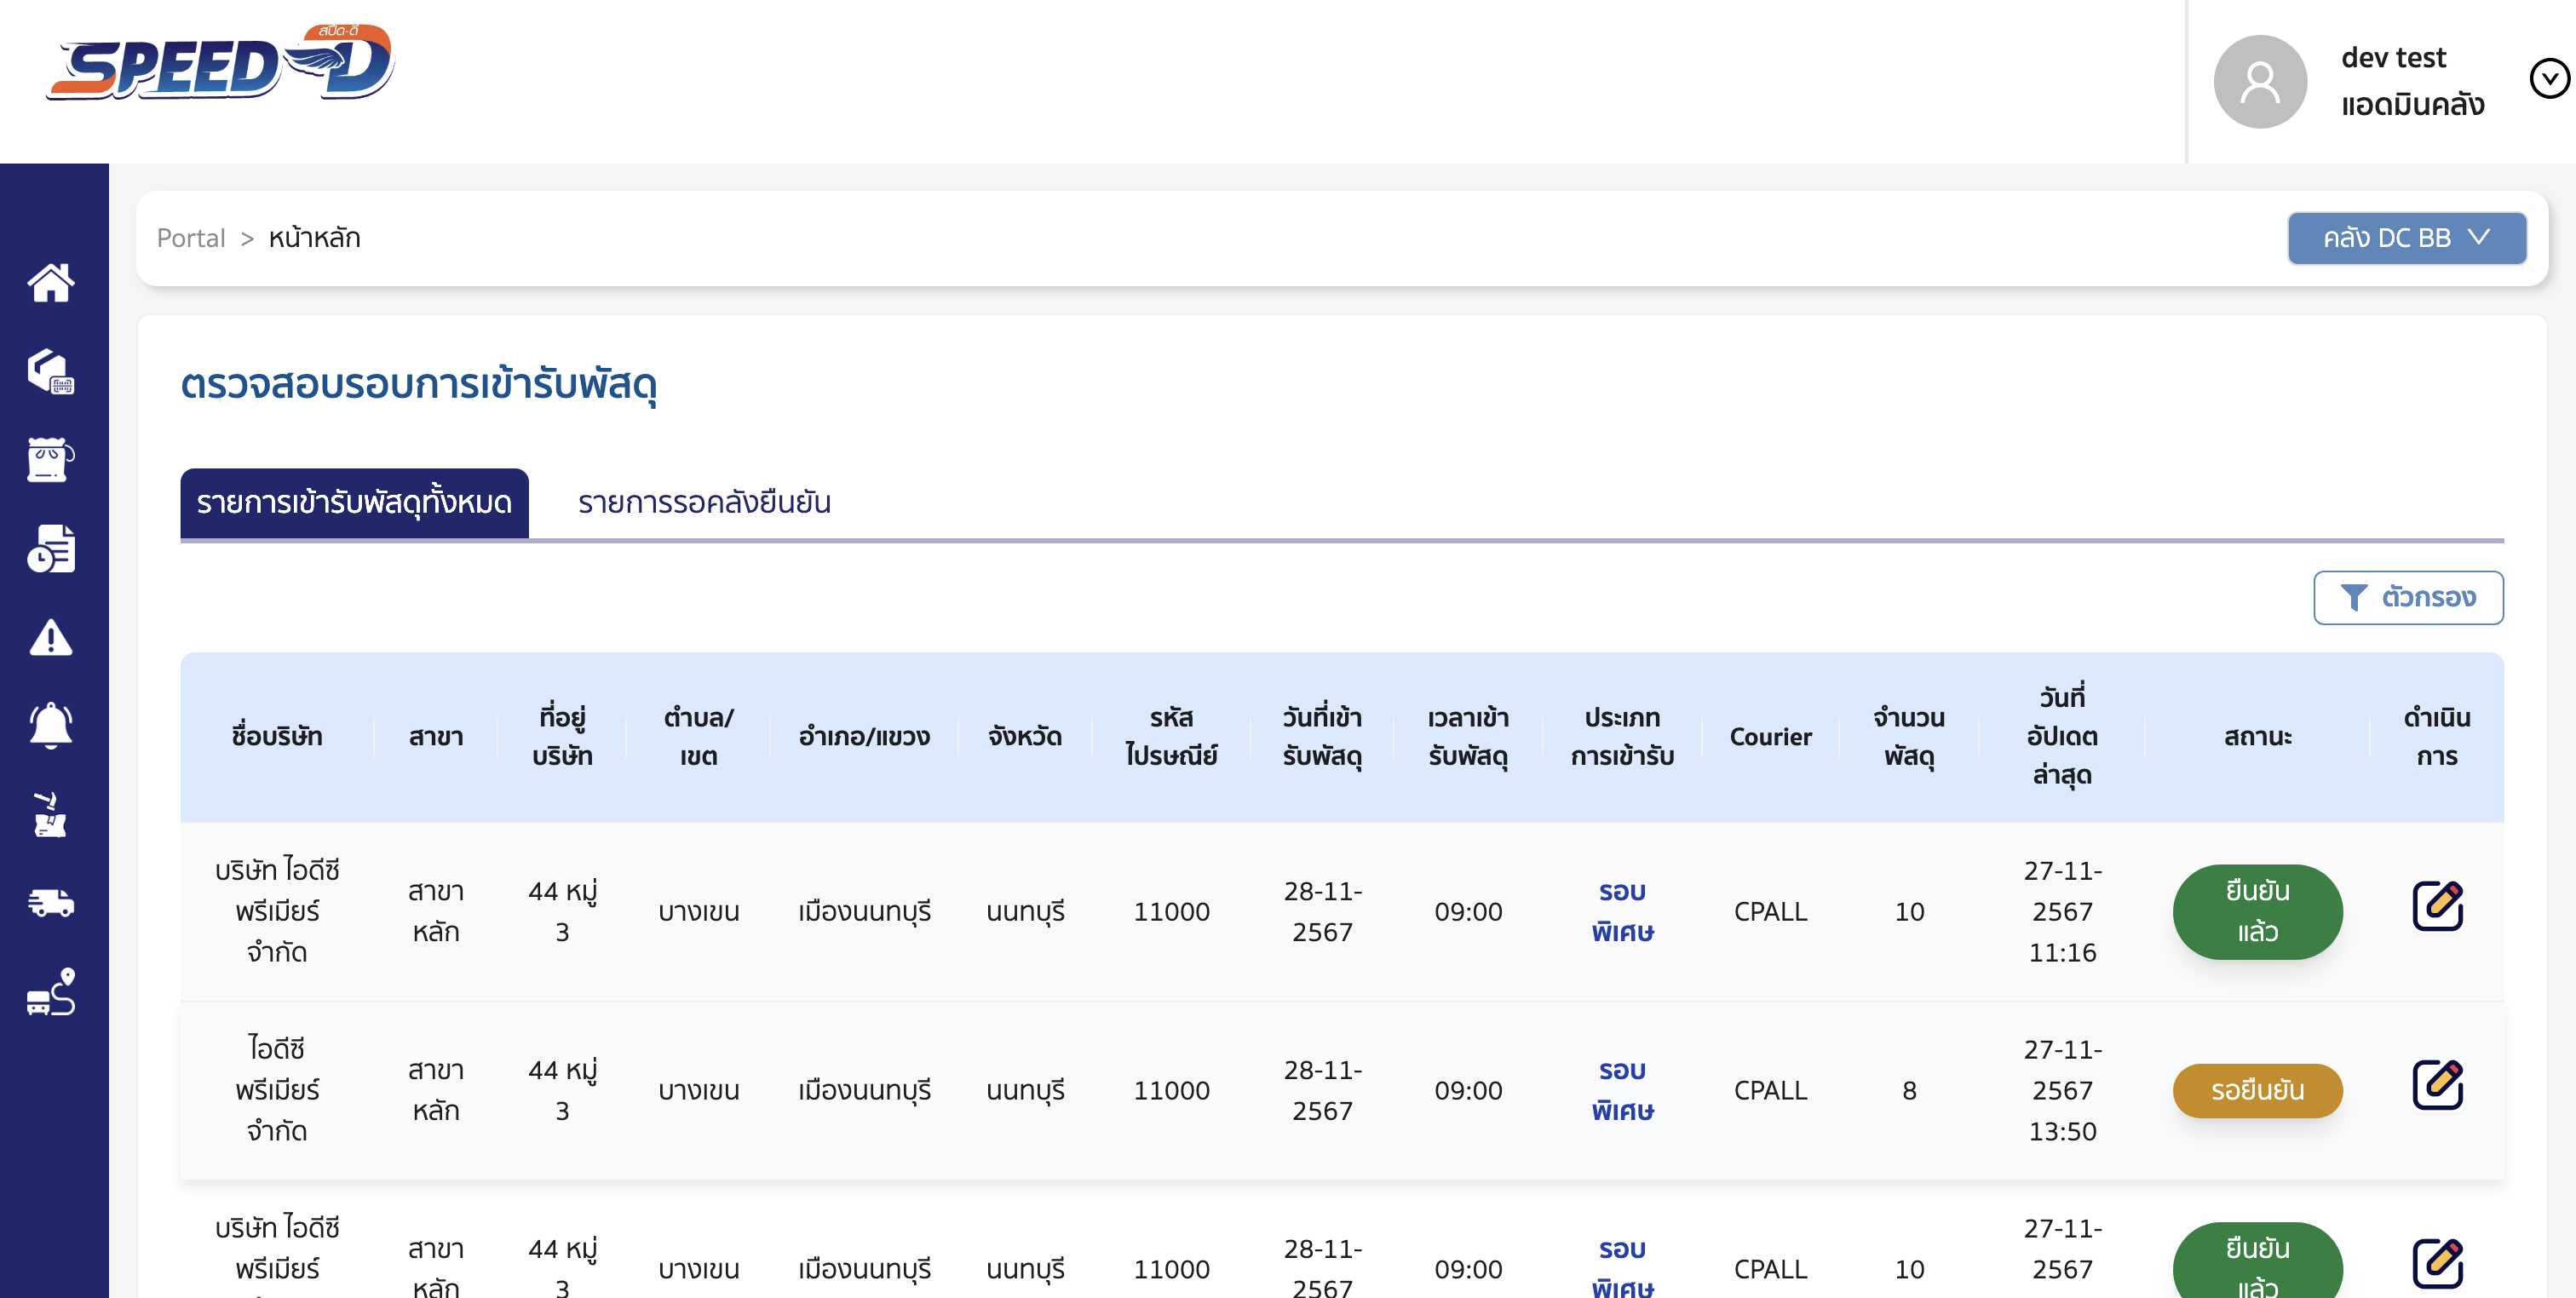 สปีด-ดี
SPEED-D
dev test
แอดมินคลัง
Portal > หน้าหลัก
คลัง DC BB
ตรวจสอบรอบการเข้ารับพัสดุ
รายการเข้ารับพัสดุทั้งหมด
รายการรอคลังยืนยัน
ตัวกรอง
ชื่อบริษัท
สาขา
ที่อยู่
บริษัท
ตำบล/
เขต
อำเภอ/แขวง
จังหวัด
รหัส
ไปรษณีย์
วันที่เข้า
รับพัสดุ
เวลาเข้า
รับพัสดุ
ประเภท
การเข้ารับ
Courier
จำนวน
พัสดุ
วันที่
อัปเดต
ล่าสุด
สถานะ
ดำเนิน
การ
บริษัท ไอดีซี
พรีเมียร์
จำกัด
สาขา
หลัก
44 หมู่
3
บางเขน
เมืองนนทบุรี
นนทบุรี
11000
28-11-
2567
09:00
รอบ
พิเศษ
CPALL
10
27-11-
2567
11:16
ยืนยัน
แล้ว
ไอดีซี
พรีเมียร์
จำกัด
สาขา
หลัก
44 หมู่
3
บางเขน
เมืองนนทบุรี
นนทบุรี
11000
28-11-
2567
09:00
รอบ
พิเศษ
CPALL
8
27-11-
2567
13:50
รอยืนยัน
บริษัท ไอดีซี
พรีเมียร์
สาขา
หลัก
44 หมู่
3
บางเขน
เมืองนนทบุรี
นนทบุรี
11000
28-11-
2567
09:00
รอบ
พิเศษ
CPALL
10
27-11-
2567
ยืนยัน
แล้ว